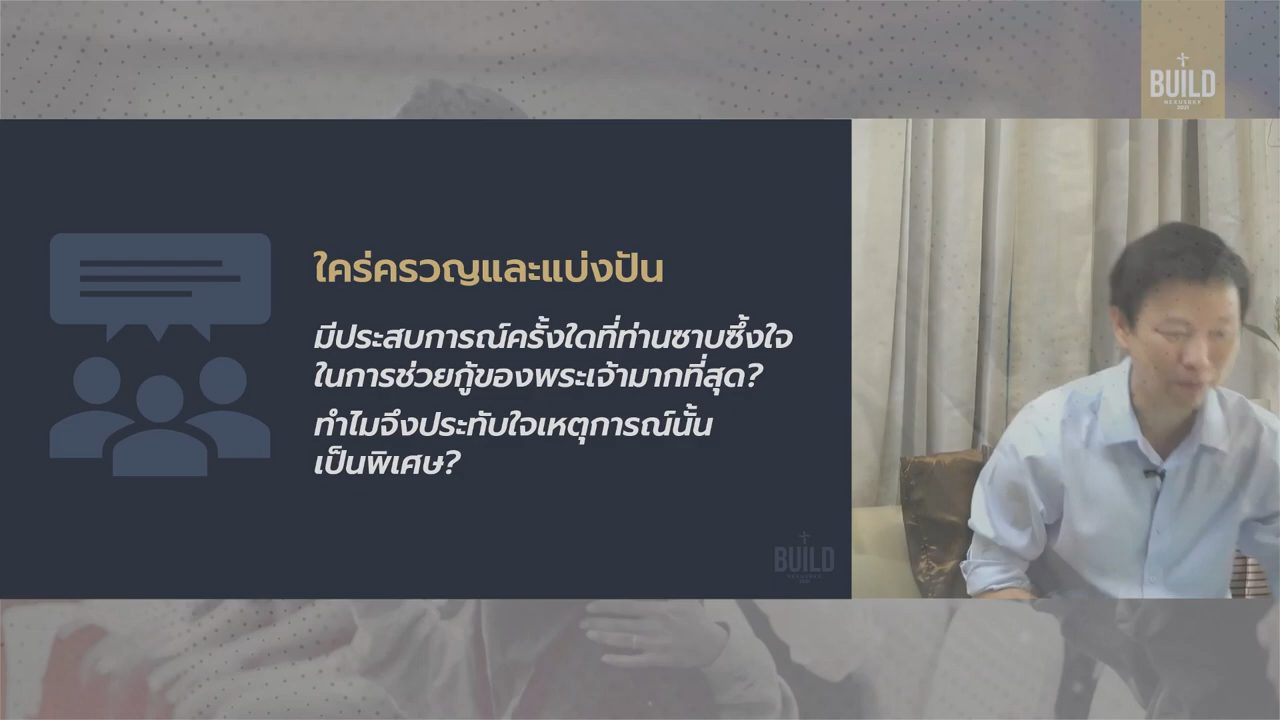 BUILD
NEXUSBKK
2021
ใคร่ครวญและแบ่งปัน
มีประสบการณ์ครั้งใดที่ท่านซาบซึ้งใจ
ในการช่วยกู้ของพระเจ้ามากที่สุด?
ทำไมจึงประทับใจเหตุการณ์นั้น
เป็นพิเศษ?
BUILD
NEXUSBKK
2021